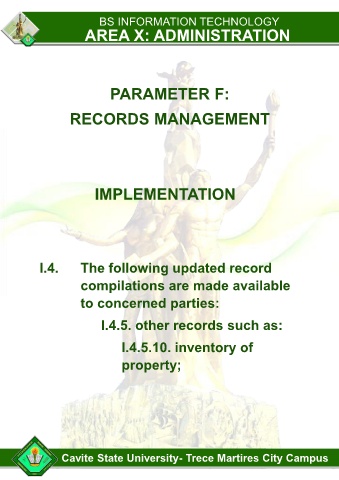 BS INFORMATION TECHNOLOGY
AREA X: ADMINISTRATION
PARAMETER F:
RECORDS MANAGEMENT
IMPLEMENTATION
I.4. The following updated record
compilations are made available
to concerned parties:
I.4.5. other records such as:
I.4.5.10. inventory of
property;
Cavite State University- Trece Martires City Campus